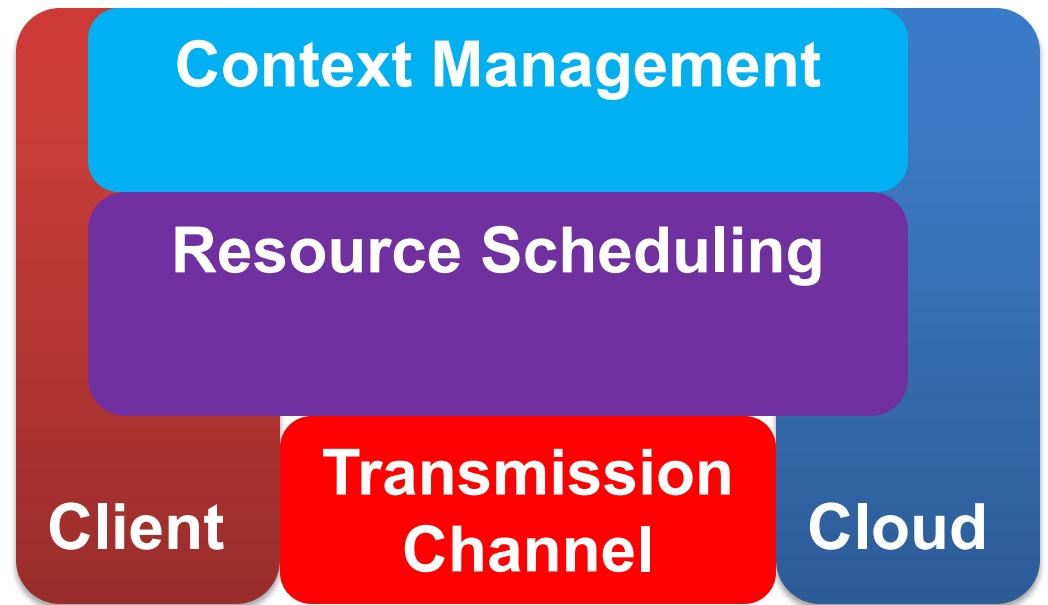 Context Management
Resource Scheduling
Transmission
Channel
Client
Cloud